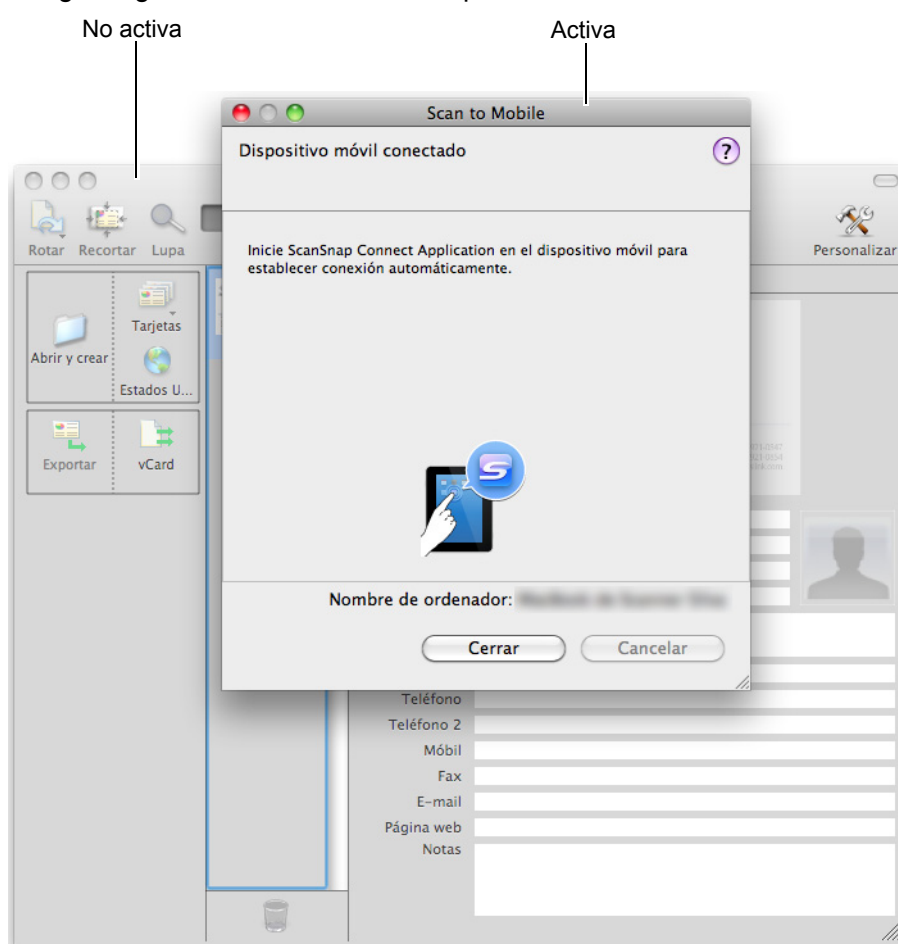 No activa
Activa
Scan to Mobile
Dispositivo móvil conectado
?
Inicie ScanSnap Connect Application en el dispositivo móvil para
establecer conexión automáticamente.
S
Nombre de ordenador:
Cerrar
Cancelar
Rotar
Recortar
Lupa
Personalizar
Abrir y crear
Tarjetas
Estados U...
Exportar
vCard
Teléfono
Teléfono 2
Móbil
Fax
E-mail
Página web
Notas